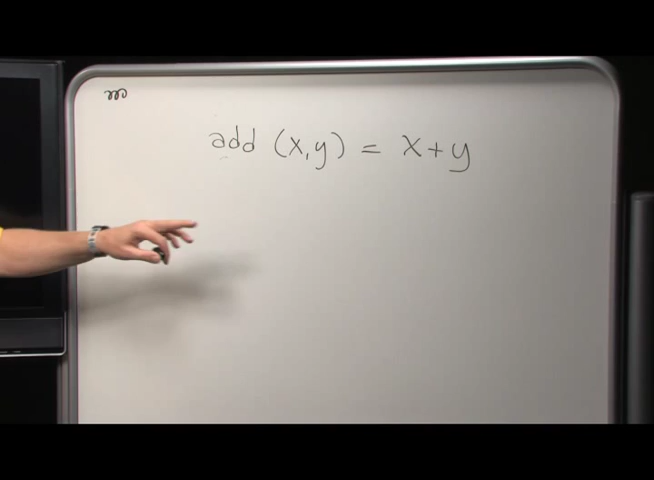 add (x,y) = x+y